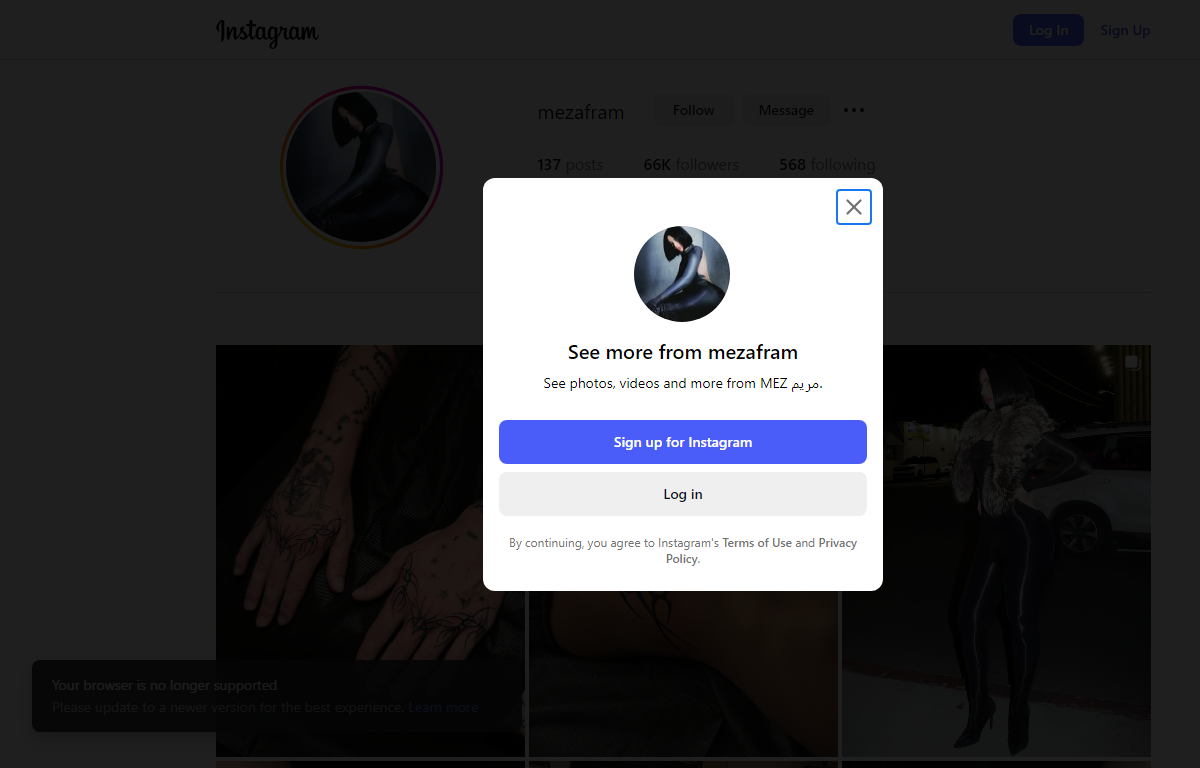 Instagram
Log In
Sign Up
mezafram
Follow
Message
137 posts
66K followers
568 following
See more from mezafram
See photos, videos and more from MEZ مريم.
Sign up for Instagram
Log in
By continuing, you agree to Instagram's Terms of Use and Privacy
Policy.
Your browser is no longer supported
Please update to a newer version for the best experience. Learn more